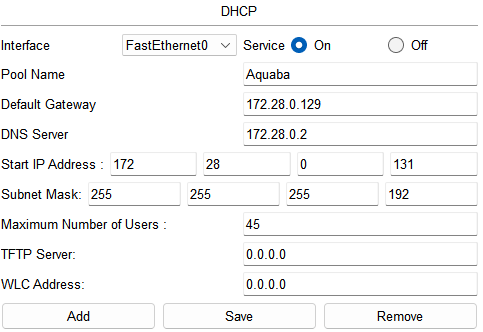 DHCP
Interface FastEthernet0 Service On Off
Pool Name Aquaba
Default Gateway 172.28.0.129
DNS Server 172.28.0.2
Start IP Address : 172 28 0 131
Subnet Mask: 255 255 255 192
Maximum Number of Users : 45
TFTP Server: 0.0.0.0
WLC Address: 0.0.0.0
Add Save Remove